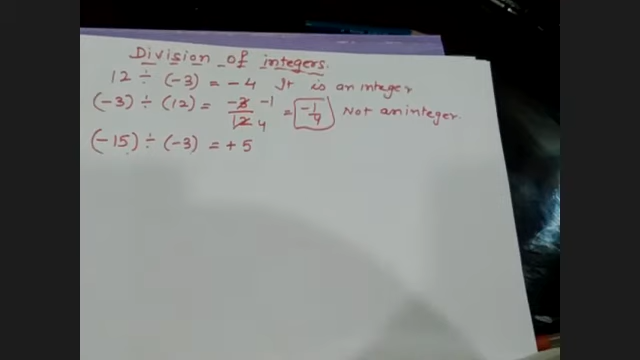 Division of integers.
12 ÷ (-3) = -4 It is an integer
(-3) ÷ (12) = -3/12 -1/4 = -1/4 Not an integer.
(-15) ÷ (-3) = +5